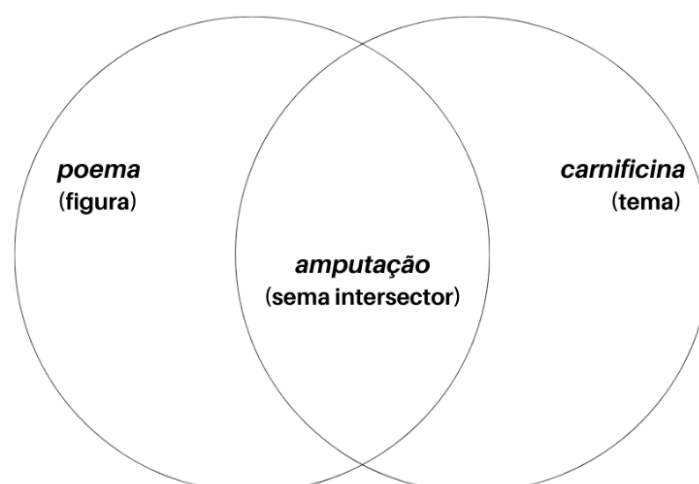 poema
(figura)
carnificina
(tema)
amputação
(sema intersector)